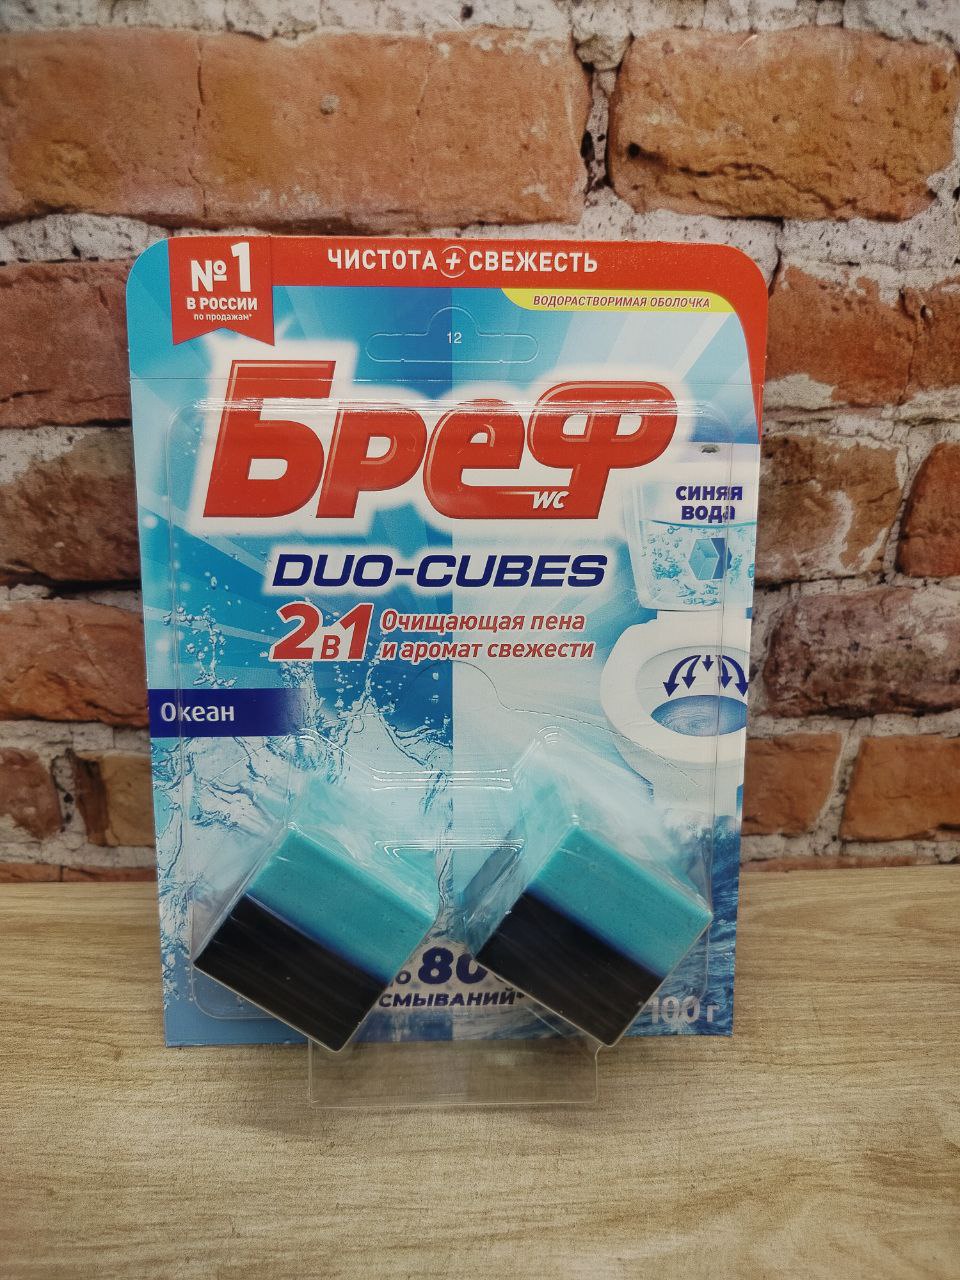 №1
В РОССИИ
по продажам*
ЧИСТОТА + СВЕЖЕСТЬ
ВОДОРАСТВОРИМАЯ ОБОЛОЧКА
12
Бреф
WC
СИНЯЯ
ВОДА
DUO-CUBES
2в1 Очищающая пена
и аромат свежести
Океан
СМЫВАНИЙ*
100 г